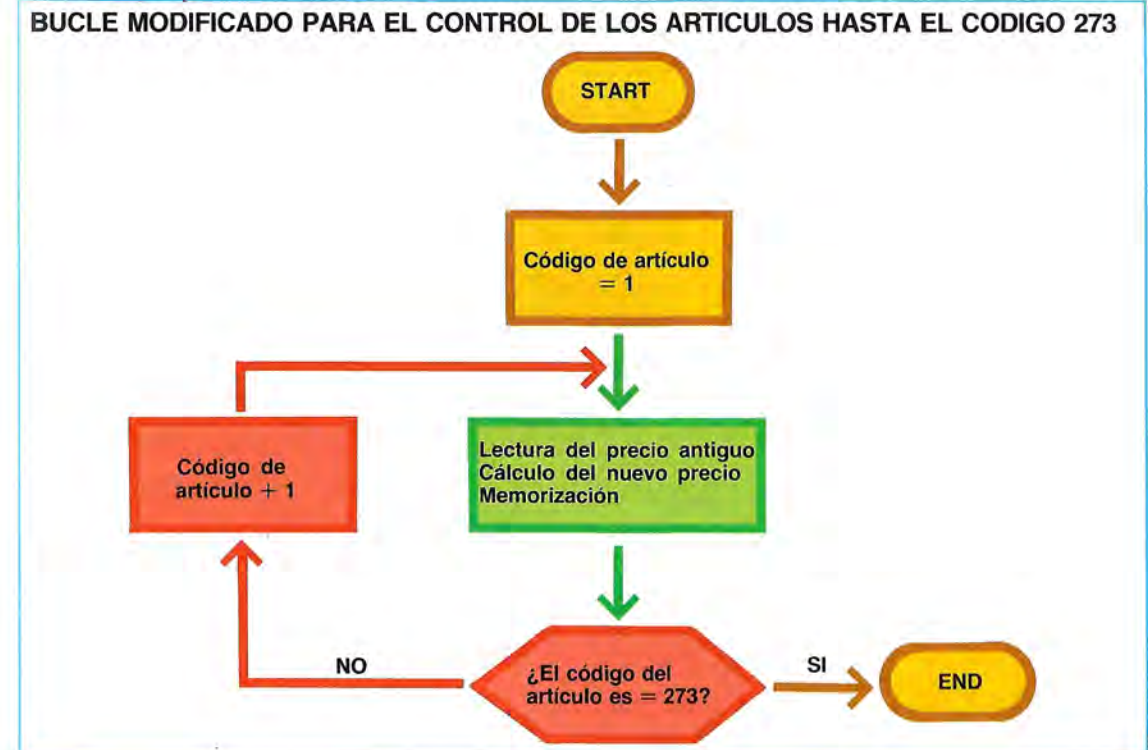 BUCLE MODIFICADO PARA EL CONTROL DE LOS ARTICULOS HASTA EL CODIGO 273
START
Código de artículo
= 1
Código de
artículo + 1
Lectura del precio antiguo
Cálculo del nuevo precio
Memorización
NO
¿El código del
artículo es = 273?
SI
END